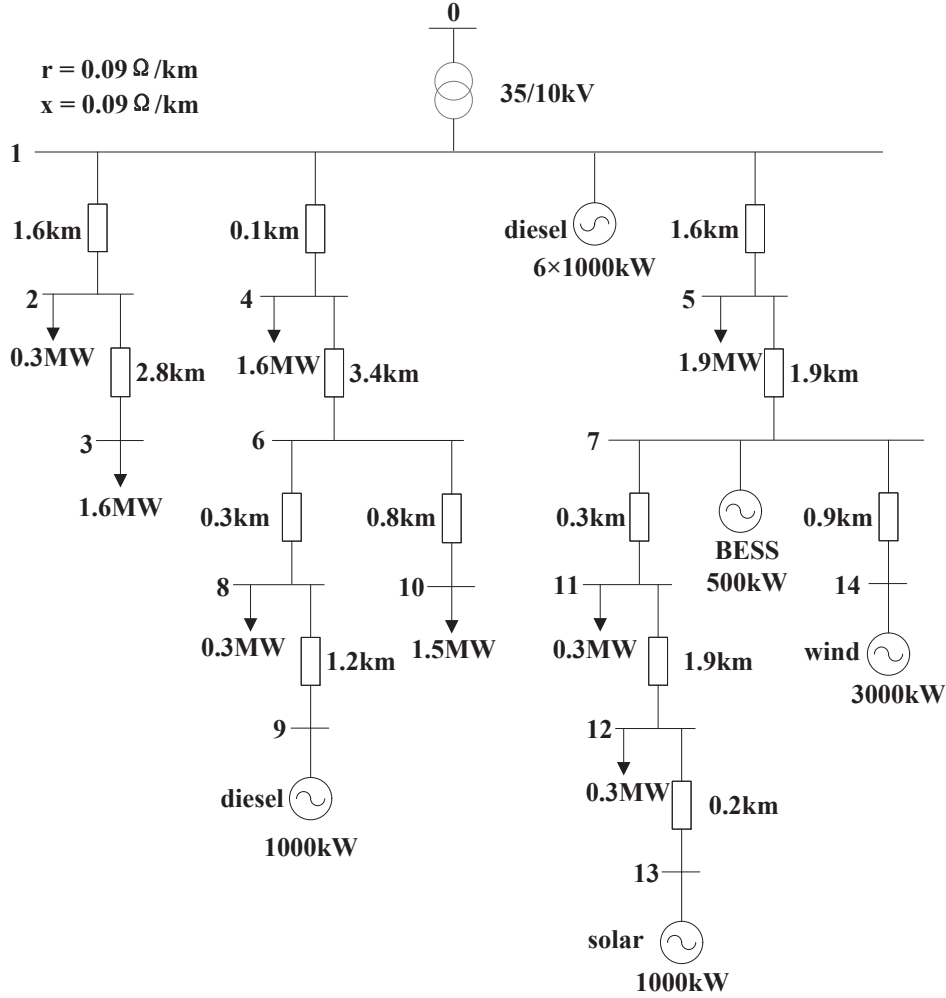 0
r = 0.09 Ω/km
x = 0.09 Ω/km
35/10kV
1
1.6km
0.1km
diesel
6×1000kW
1.6km
2
4
5
0.3MW
2.8km
1.6MW
3.4km
1.9MW
1.9km
3
6
7
1.6MW
0.3km
0.8km
0.3km
BESS
500kW
0.9km
8
10
11
14
0.3MW
1.2km
1.5MW
0.3MW
1.9km
wind
3000kW
9
12
diesel
1000kW
0.3MW
0.2km
13
solar
1000kW